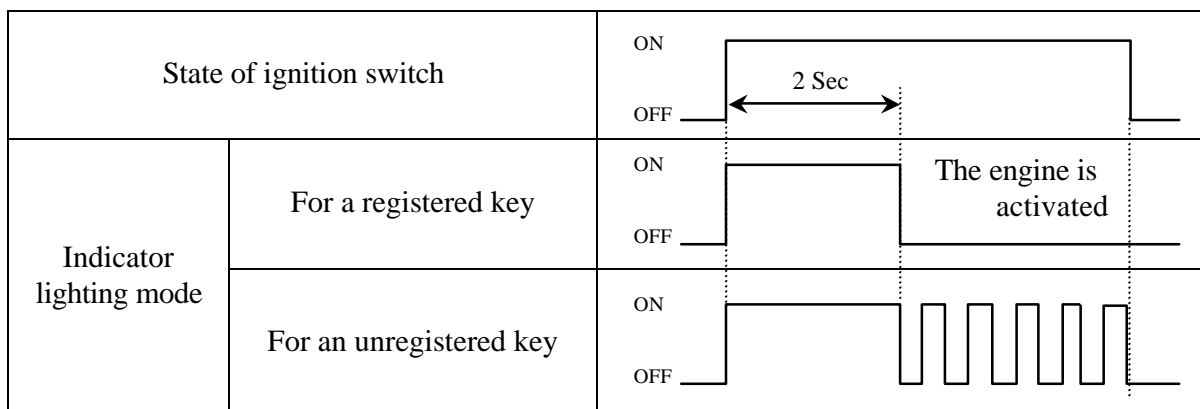 State of ignition switch
ON
2 Sec
OFF
Indicator
lighting mode
For a registered key
ON
The engine is
activated
OFF
For an unregistered key
ON
OFF